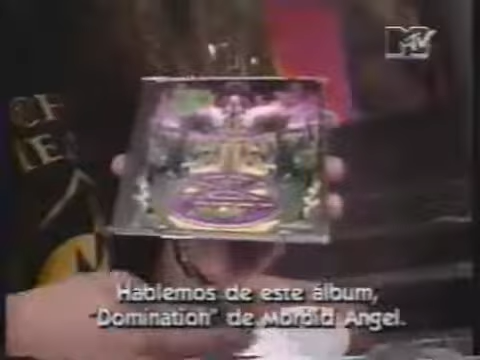 MTV
Hablemos de este álbum,
"Domination" de Morbid Angel.